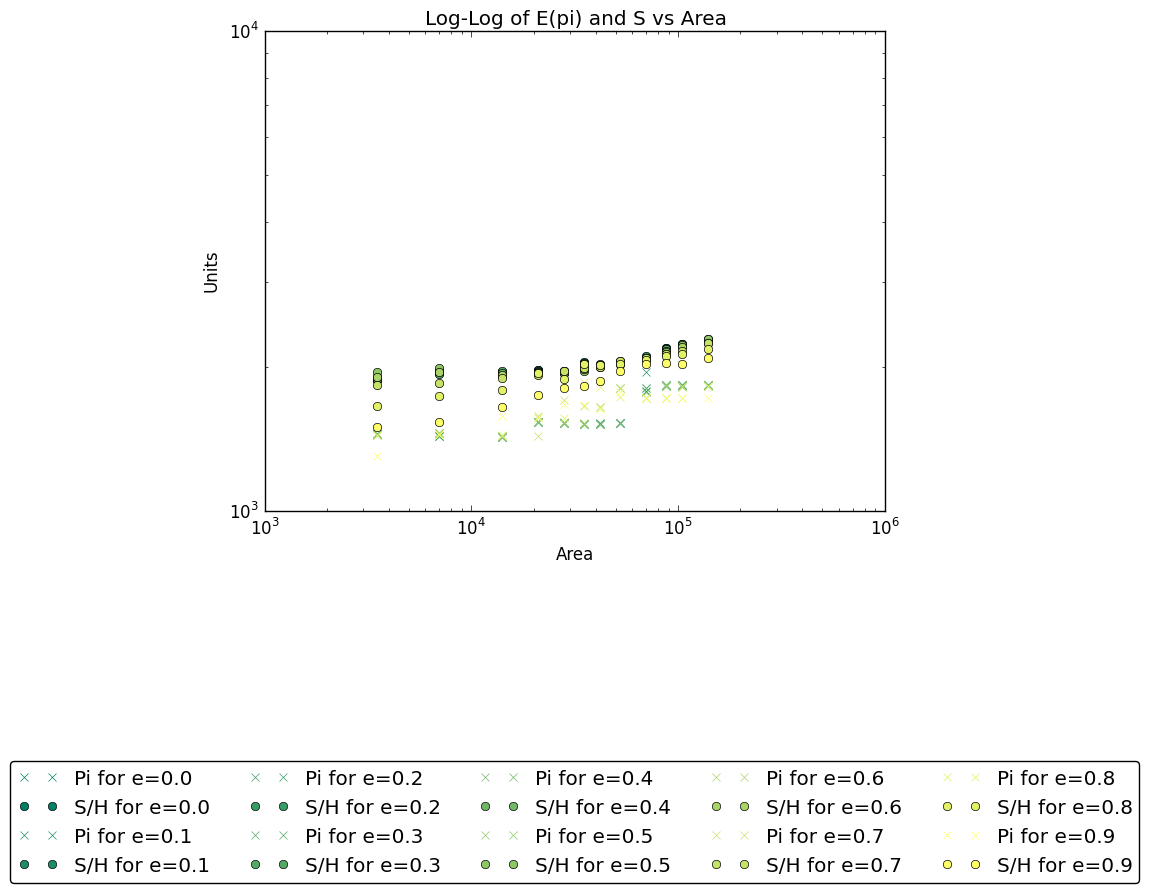 Log-Log of E(pi) and S vs Area
10^4
Units
10^3
10^3 10^4 10^5 10^6
Area
Pi for e=0.0 Pi for e=0.2 Pi for e=0.4 Pi for e=0.6 Pi for e=0.8
S/H for e=0.0 S/H for e=0.2 S/H for e=0.4 S/H for e=0.6 S/H for e=0.8
Pi for e=0.1 Pi for e=0.3 Pi for e=0.5 Pi for e=0.7 Pi for e=0.9
S/H for e=0.1 S/H for e=0.3 S/H for e=0.5 S/H for e=0.7 S/H for e=0.9